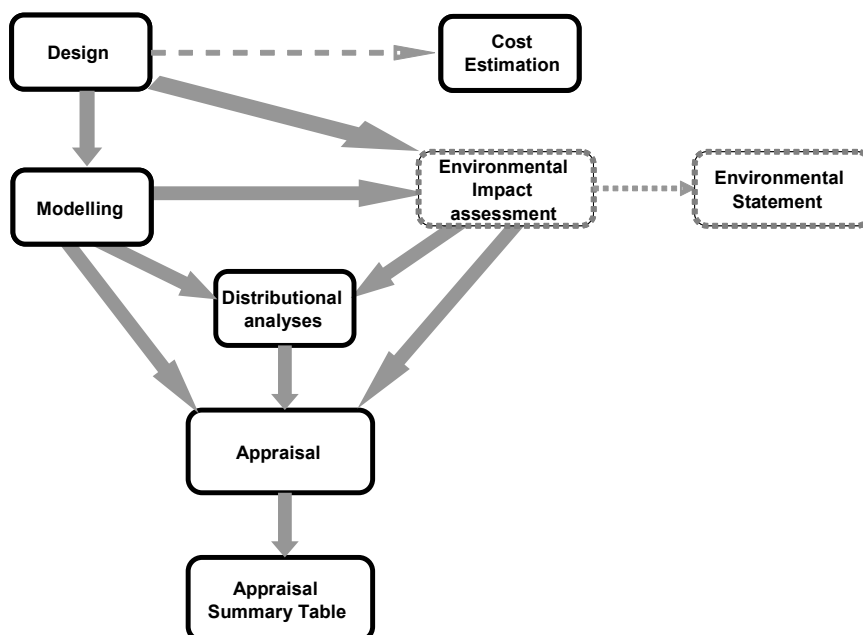 Design
Cost
Estimation
Environmental
Impact
assessment
Environmental
Statement
Modelling
Distributional
analyses
Appraisal
Appraisal
Summary Table